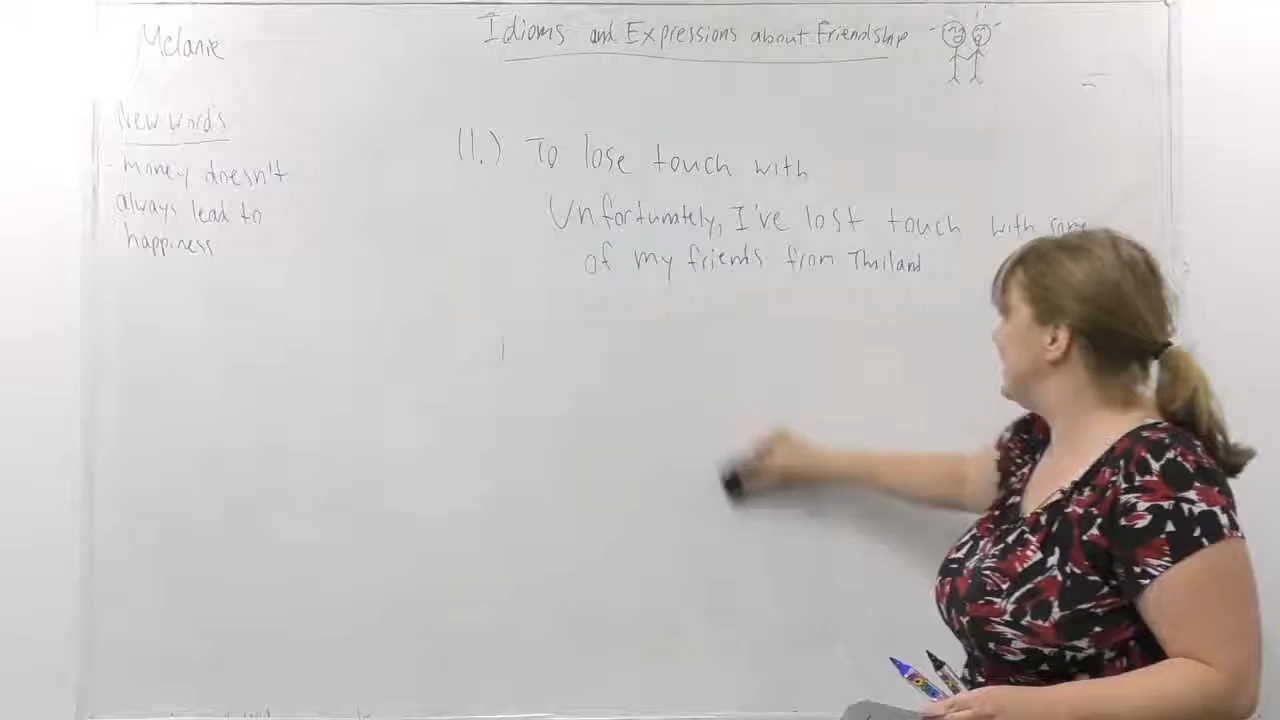 Melanie
Idioms and Expressions about Friendship
New words
- Money doesn't
always lead to
happiness
11.) To lose touch with
Unfortunately, I've lost touch with some
of my friends from Thailand